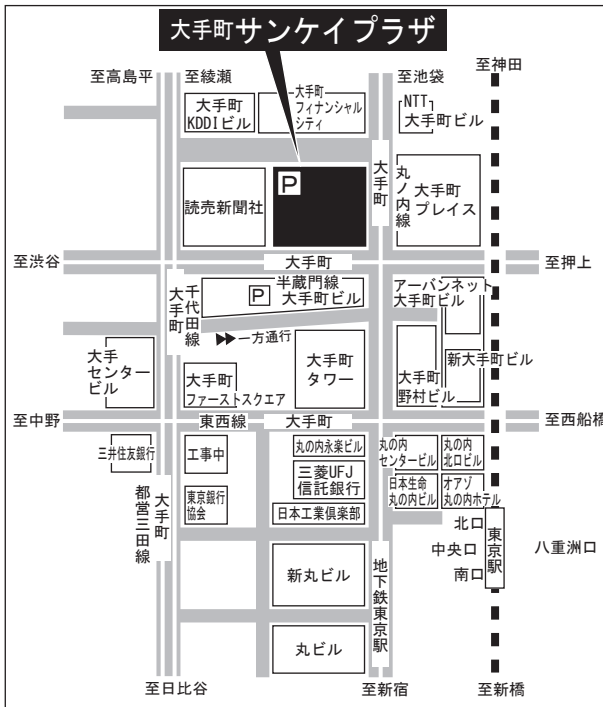 大手町サンケイプラザ
至高島平
至綾瀬
至池袋
至神田
大手町
KDDIビル
大手町
フィナンシャル
シティ
NTT
大手町ビル
P
読売新聞社
大手町
丸ノ内線
大手町
プレイス
至渋谷
大手町
至押上
半蔵門線
大手町ビル
P
千代田線
大手町
アーバンネット
大手町ビル
一方通行
大手
センター
ビル
大手町
ファーストスクエア
大手町
タワー
大手町
野村ビル
新大手町ビル
至中野
東西線
大手町
至西船橋
三井住友銀行
工事中
丸の内永楽ビル
丸の内
センタービル
丸の内
北口ビル
三菱UFJ
信託銀行
大手町
都営三田線
東京銀行
協会
日本工業倶楽部
日本生命
丸の内ビル
オアゾ
丸の内ホテル
北口
中央口
南口
東京駅
八重洲口
新丸ビル
地下鉄東京駅
丸ビル
至日比谷
至新宿
至新橋